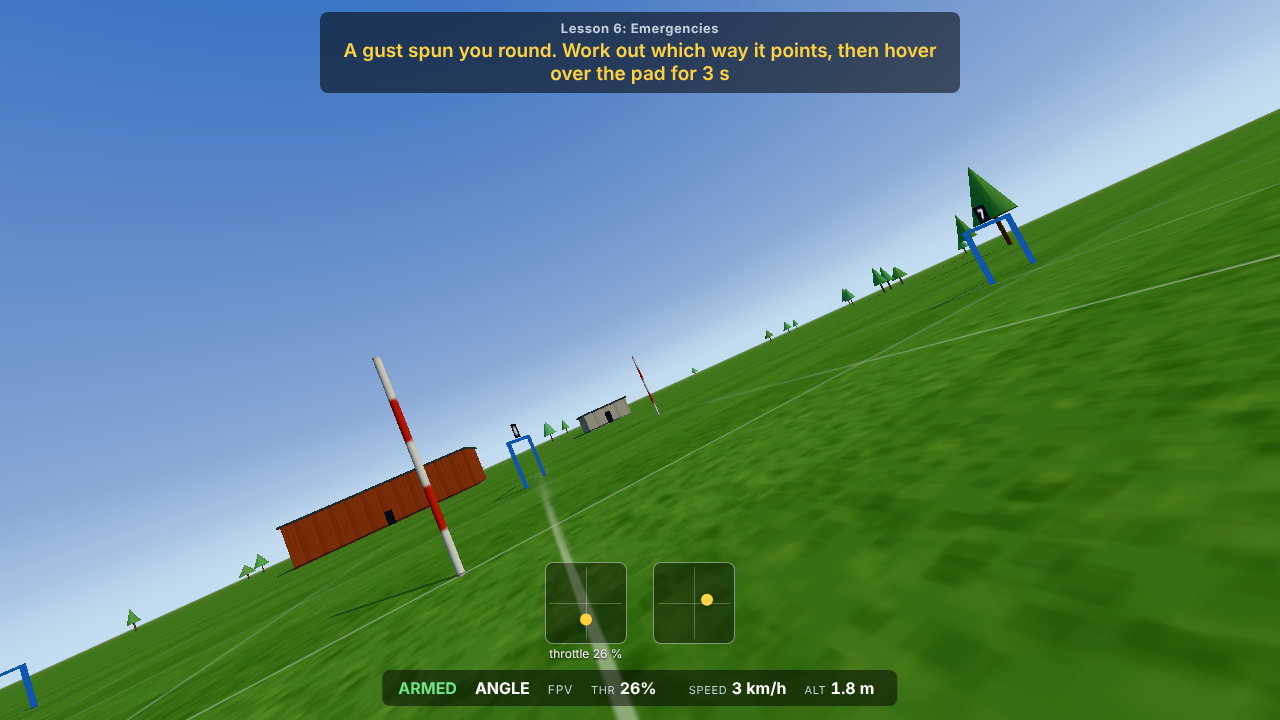 Lesson 6: Emergencies
A gust spun you round. Work out which way it points, then hover
over the pad for 3 s
7
throttle 26 %
ARMED ANGLE FPV THR 26% SPEED 3 km/h ALT 1.8 m